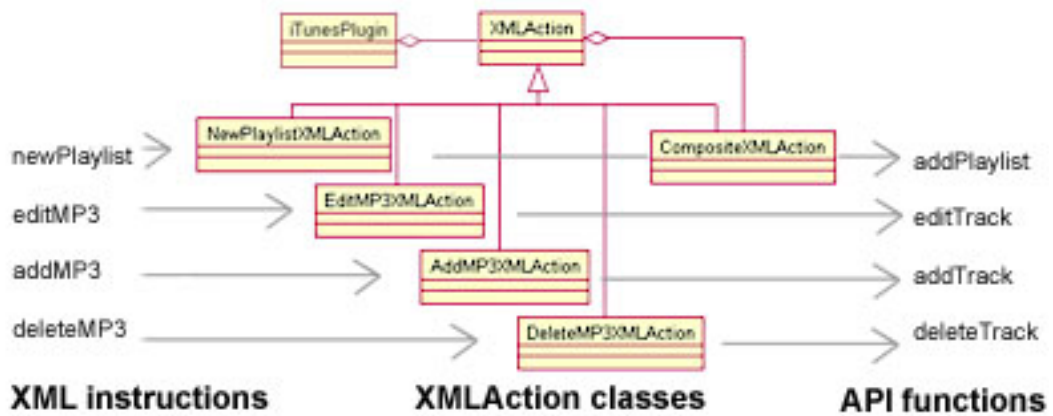 iTunesPlugin
XMLAction
NewPlaylistXMLAction
newPlaylist
CompositeXMLAction
addPlaylist
editMP3
EditMP3XMLAction
editTrack
addMP3
AddMP3XMLAction
addTrack
deleteMP3
DeleteMP3XMLAction
deleteTrack
XML instructions
XMLAction classes
API functions